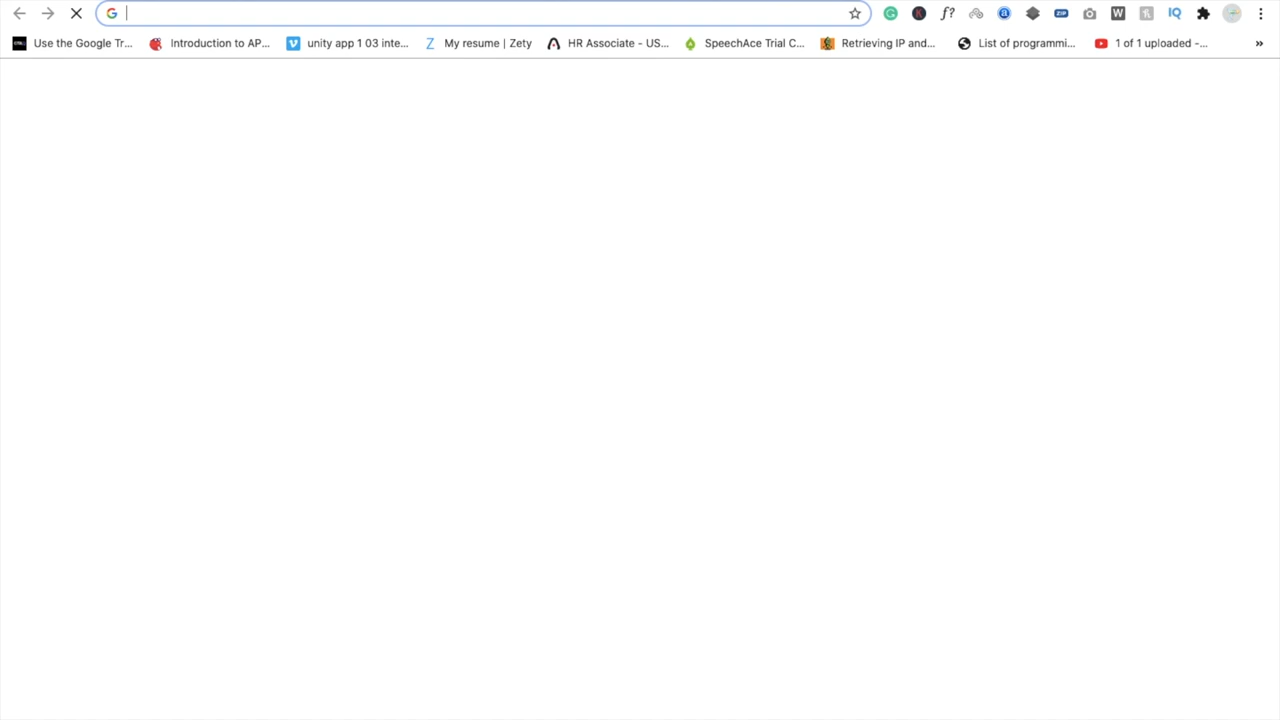 Use the Google Tr... Introduction to AP... unity app 1 03 inte... My resume | Zety HR Associate - US... SpeechAce Trial C... Retrieving IP and... List of programmi... 1 of 1 uploaded -...